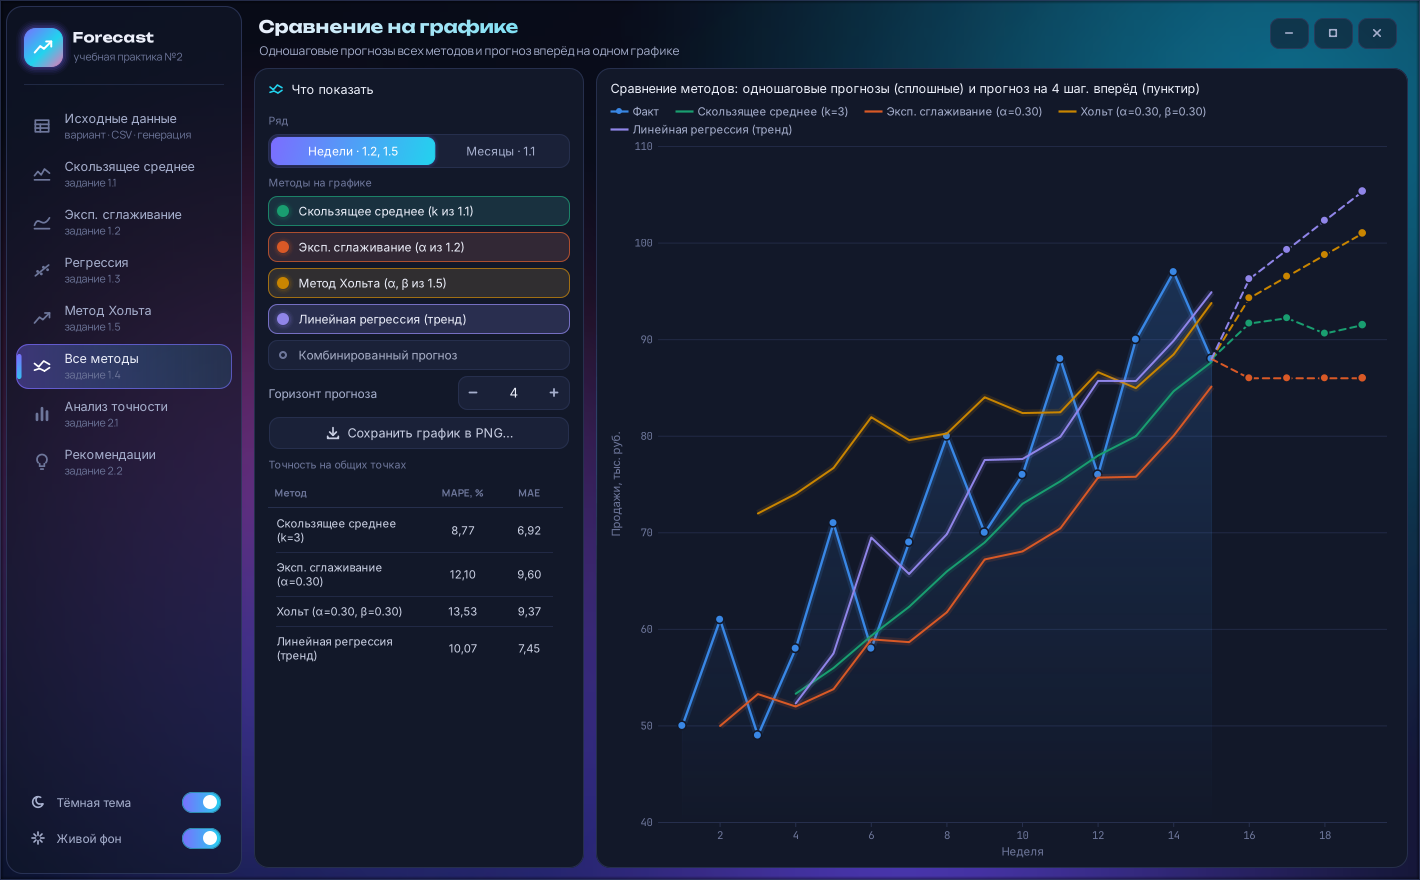 Forecast
учебная практика №2
Исходные данные
вариант · CSV · генерация
Скользящее среднее
задание 1.1
Эксп. сглаживание
задание 1.2
Регрессия
задание 1.3
Метод Хольта
задание 1.5
Все методы
задание 1.4
Анализ точности
задание 2.1
Рекомендации
задание 2.2
Тёмная тема
Живой фон
Сравнение на графике
Одношаговые прогнозы всех методов и прогноз вперёд на одном графике
Что показать
Ряд
Недели · 1.2, 1.5
Месяцы · 1.1
Методы на графике
Скользящее среднее (k из 1.1)
Эксп. сглаживание (α из 1.2)
Метод Хольта (α, β из 1.5)
Линейная регрессия (тренд)
Комбинированный прогноз
Горизонт прогноза − 4 +
Сохранить график в PNG...
Точность на общих точках
Метод MAPE, % MAE
Скользящее среднее
(k=3) 8,77 6,92
Эксп. сглаживание
(α=0.30) 12,10 9,60
Хольт (α=0.30, β=0.30) 13,53 9,37
Линейная регрессия
(тренд) 10,07 7,45
Сравнение методов: одношаговые прогнозы (сплошные) и прогноз на 4 шаг. вперёд (пунктир)
Факт Скользящее среднее (k=3) Эксп. сглаживание (α=0.30) Хольт (α=0.30, β=0.30)
Линейная регрессия (тренд)
110
100
90
80
70
60
50
40
Продажи, тыс. руб.
2 4 6 8 10 12 14 16 18
Неделя